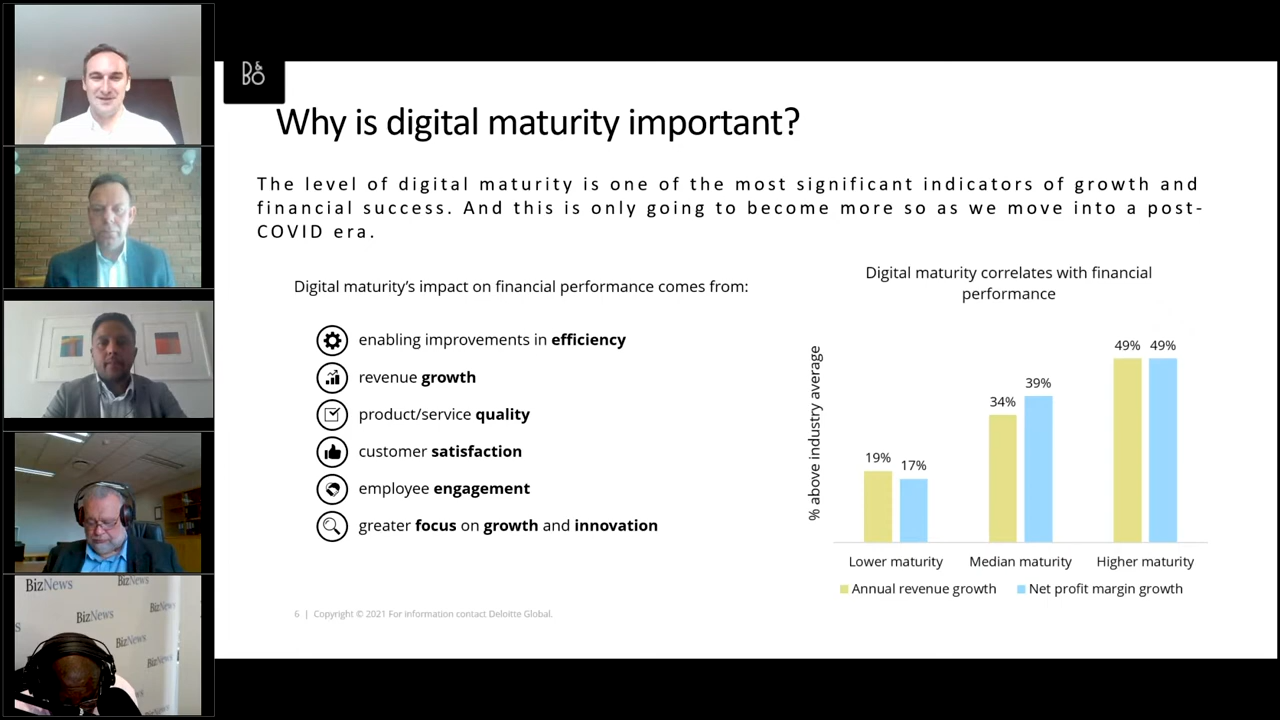 B&O
Why is digital maturity important?
The level of digital maturity is one of the most significant indicators of growth and
financial success. And this is only going to become more so as we move into a post-
COVID era.
Digital maturity's impact on financial performance comes from:
enabling improvements in efficiency
revenue growth
product/service quality
customer satisfaction
employee engagement
greater focus on growth and innovation
6 | Copyright © 2021 For information contact Deloitte Global.
Digital maturity correlates with financial
performance
% above industry average
19%
17%
34%
39%
49%
49%
Lower maturity
Median maturity
Higher maturity
Annual revenue growth
Net profit margin growth
BizNews
BizNews
BizNews
BizNews
BizNews
BizNews